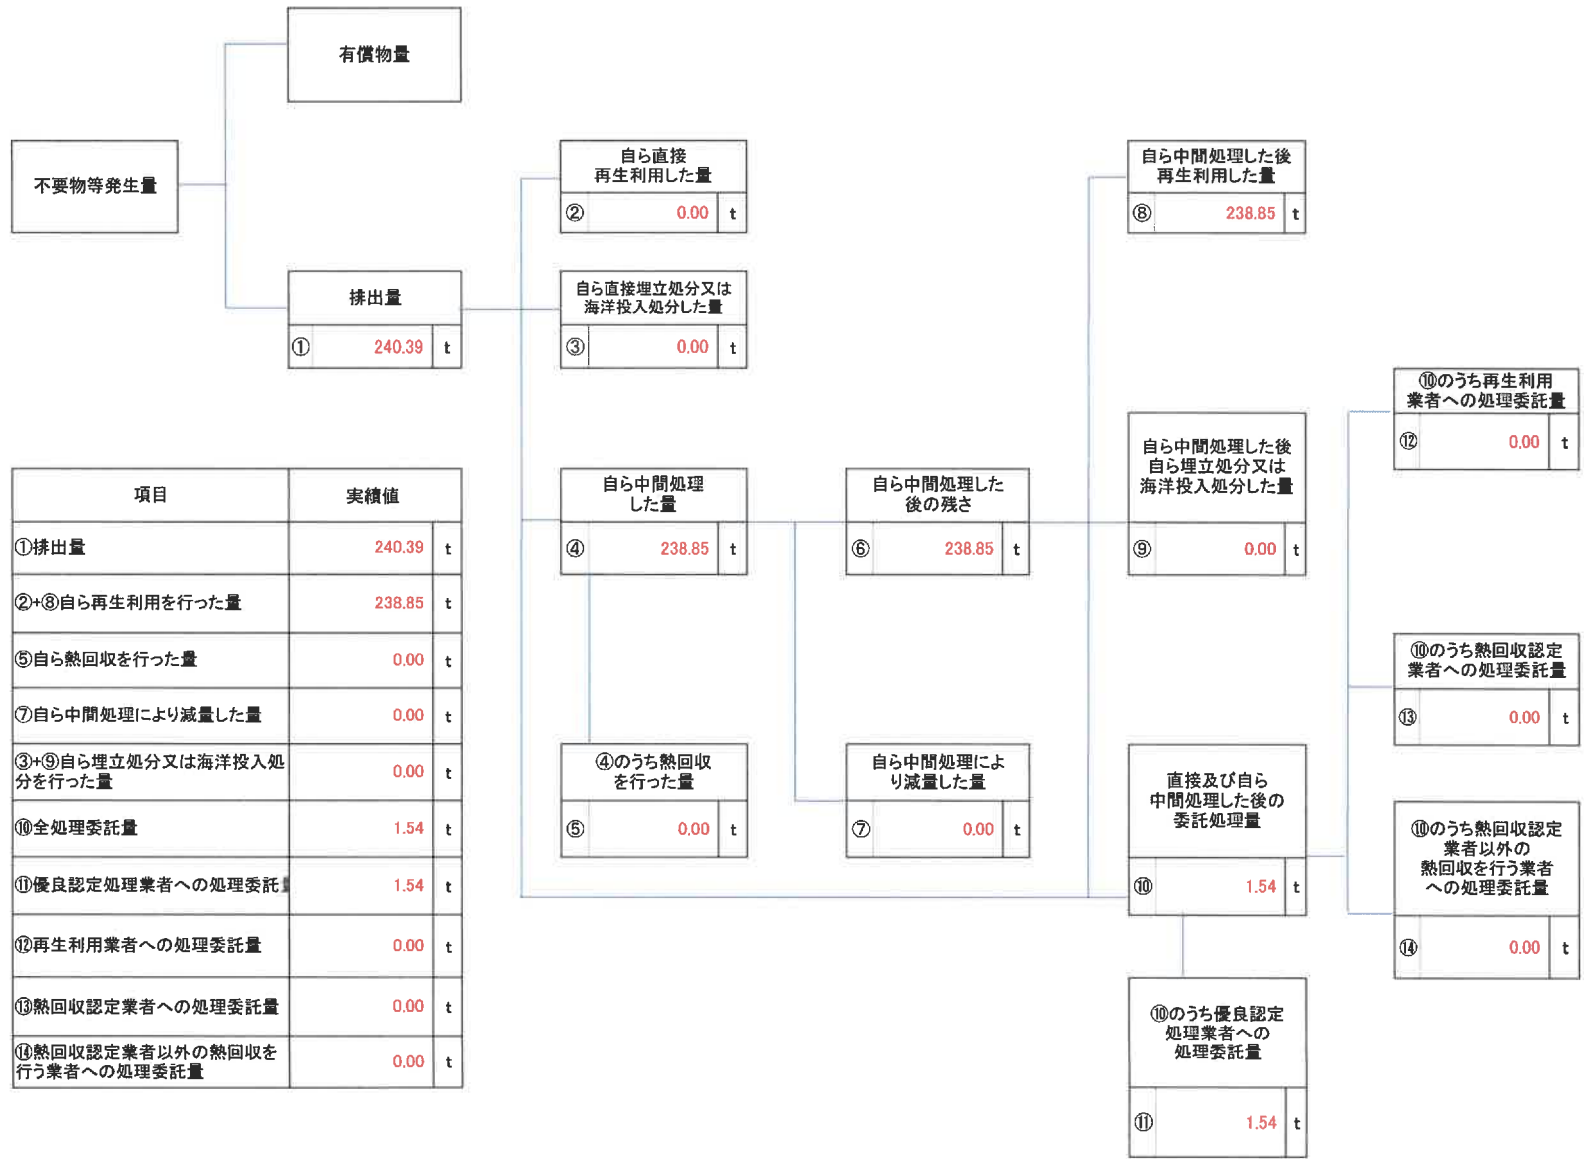 有償物量
不要物等発生量
排出量
① 240.39 t
自ら直接
再生利用した量
② 0.00 t
自ら直接埋立処分又は
海洋投入処分した量
③ 0.00 t
自ら中間処理
した量
④ 238.85 t
④のうち熱回収
を行った量
⑤ 0.00 t
自ら中間処理した
後の残さ
⑥ 238.85 t
自ら中間処理によ
り減量した量
⑦ 0.00 t
自ら中間処理した後
再生利用した量
⑧ 238.85 t
自ら中間処理した後
自ら埋立処分又は
海洋投入処分した量
⑨ 0.00 t
直接及び自ら
中間処理した後の
委託処理量
⑩ 1.54 t
⑩のうち優良認定
処理業者への
処理委託量
⑪ 1.54 t
⑩のうち再生利用
業者への処理委託量
⑫ 0.00 t
⑩のうち熱回収認定
業者への処理委託量
⑬ 0.00 t
⑩のうち熱回収認定
業者以外の
熱回収を行う業者
への処理委託量
⑭ 0.00 t
項目 実績値
①排出量 240.39 t
②+⑧自ら再生利用を行った量 238.85 t
⑤自ら熱回収を行った量 0.00 t
⑦自ら中間処理により減量した量 0.00 t
③+⑨自ら埋立処分又は海洋投入処
分を行った量 0.00 t
⑩全処理委託量 1.54 t
⑪優良認定処理業者への処理委託 1.54 t
⑫再生利用業者への処理委託量 0.00 t
⑬熱回収認定業者への処理委託量 0.00 t
⑭熱回収認定業者以外の熱回収を
行う業者への処理委託量 0.00 t